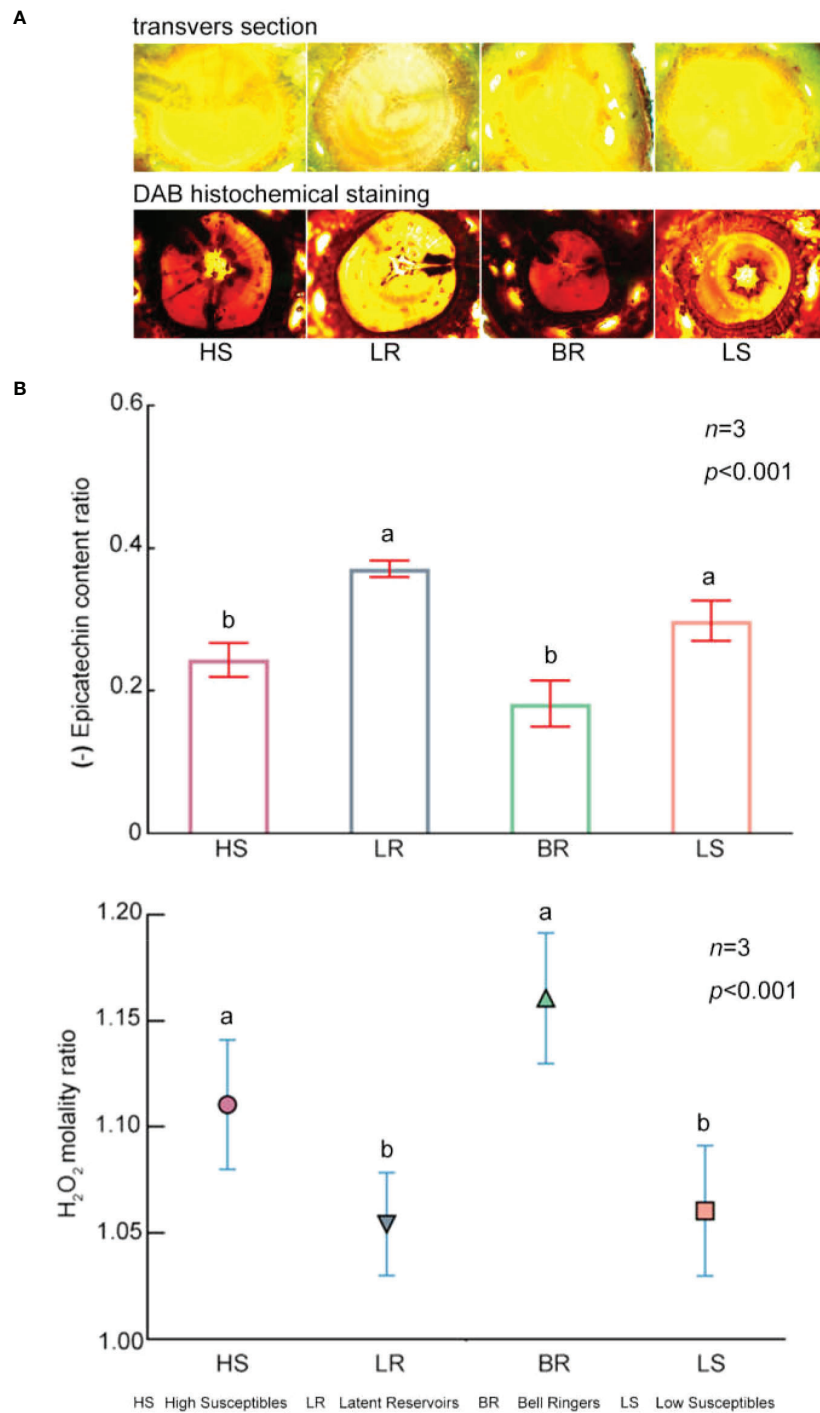 A
transvers section
DAB histochemical staining
HS LR BR LS
B
0.6
n=3
p<0.001
0.4
a
a
b
b
0.2
0
(-) Epicatechin content ratio
HS LR BR LS
1.20
a
n=3
p<0.001
1.15
a
1.10
b
b
1.05
1.00
H₂O₂ molality ratio
HS LR BR LS
HS High Susceptibles LR Latent Reservoirs BR Bell Ringers LS Low Susceptibles